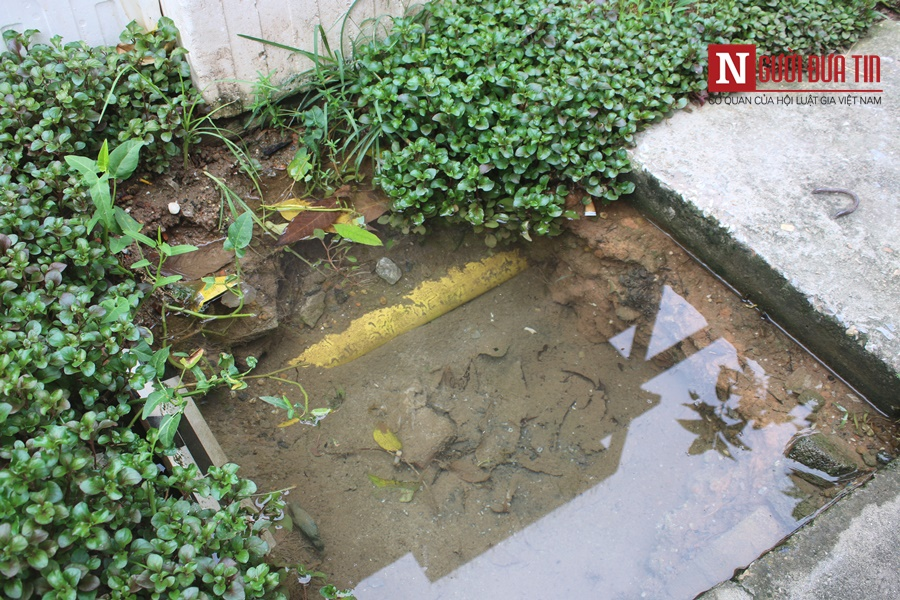 N NGƯỜI ĐƯA TIN
CƠ QUAN CỦA HỘI LUẬT GIA VIỆT NAM